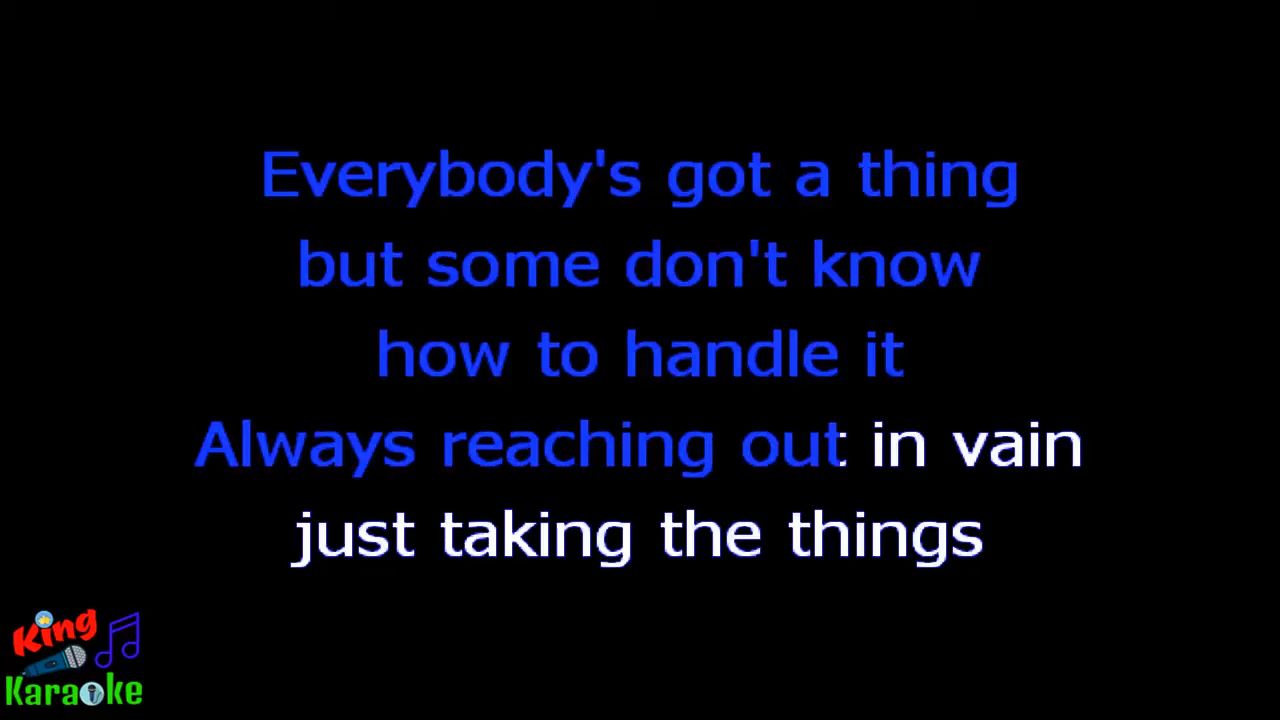 Everybody's got a thing
but some don't know
how to handle it
Always reaching out in vain
just taking the things
King
Karaoke